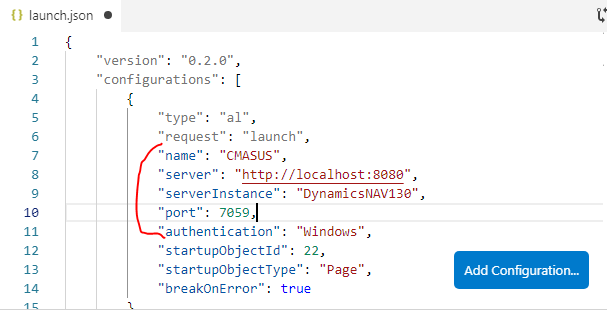 launch.json
1 {
2 "version": "0.2.0",
3 "configurations": [
4 {
5 "type": "al",
6 "request": "launch",
7 "name": "CMASUS",
8 "server": "http://localhost:8080",
9 "serverInstance": "DynamicsNAV130",
10 "port": 7059,
11 "authentication": "Windows",
12 "startupObjectId": 22,
13 "startupObjectType": "Page",
14 "breakOnError": true
15 }
Add Configuration...